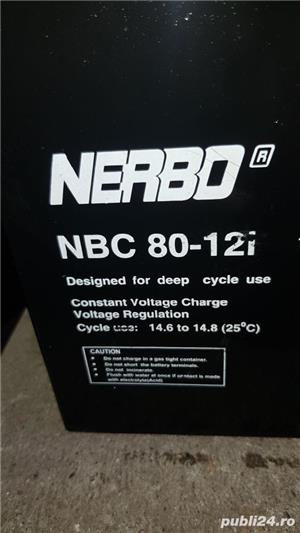 NERBO®
NBC 80-12i
Designed for deep cycle use
Constant Voltage Charge
Voltage Regulation
Cycle use: 14.6 to 14.8 (25°C)
CAUTION
Do not charge in a gas tight container.
Do not short the battery terminals.
Do not incinerate.
Flush with water at once if contact is made
with electrolyte(Acid)
publi24.ro